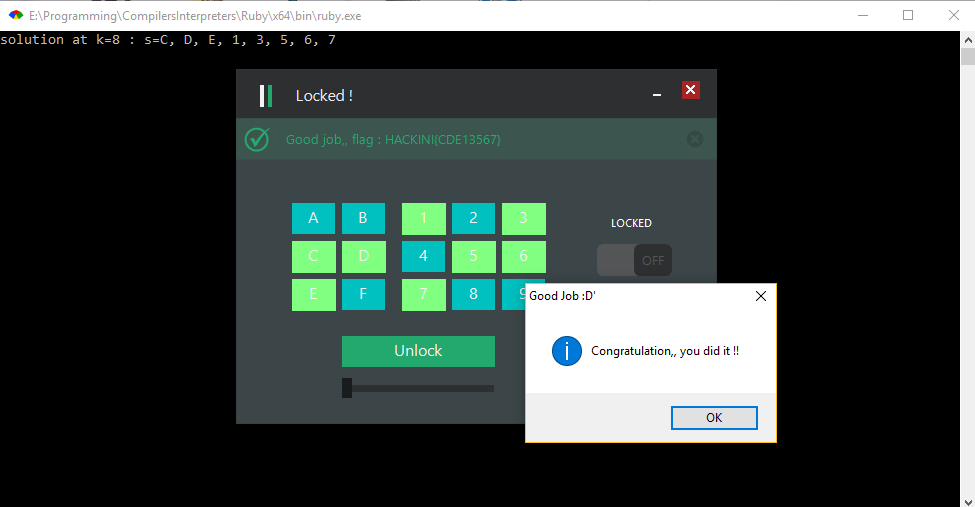 E:\Programming\CompilersInterpreters\Ruby\x64\bin\ruby.exe
solution at k=8 : s=C, D, E, 1, 3, 5, 6, 7
Locked !
Good job,, flag : HACKINI{CDE13567}
A B 1 2 3
LOCKED
C D 4 5 6
OFF
E F 7 8 9
Good Job :D'
Unlock
Congratulation,, you did it !!
OK